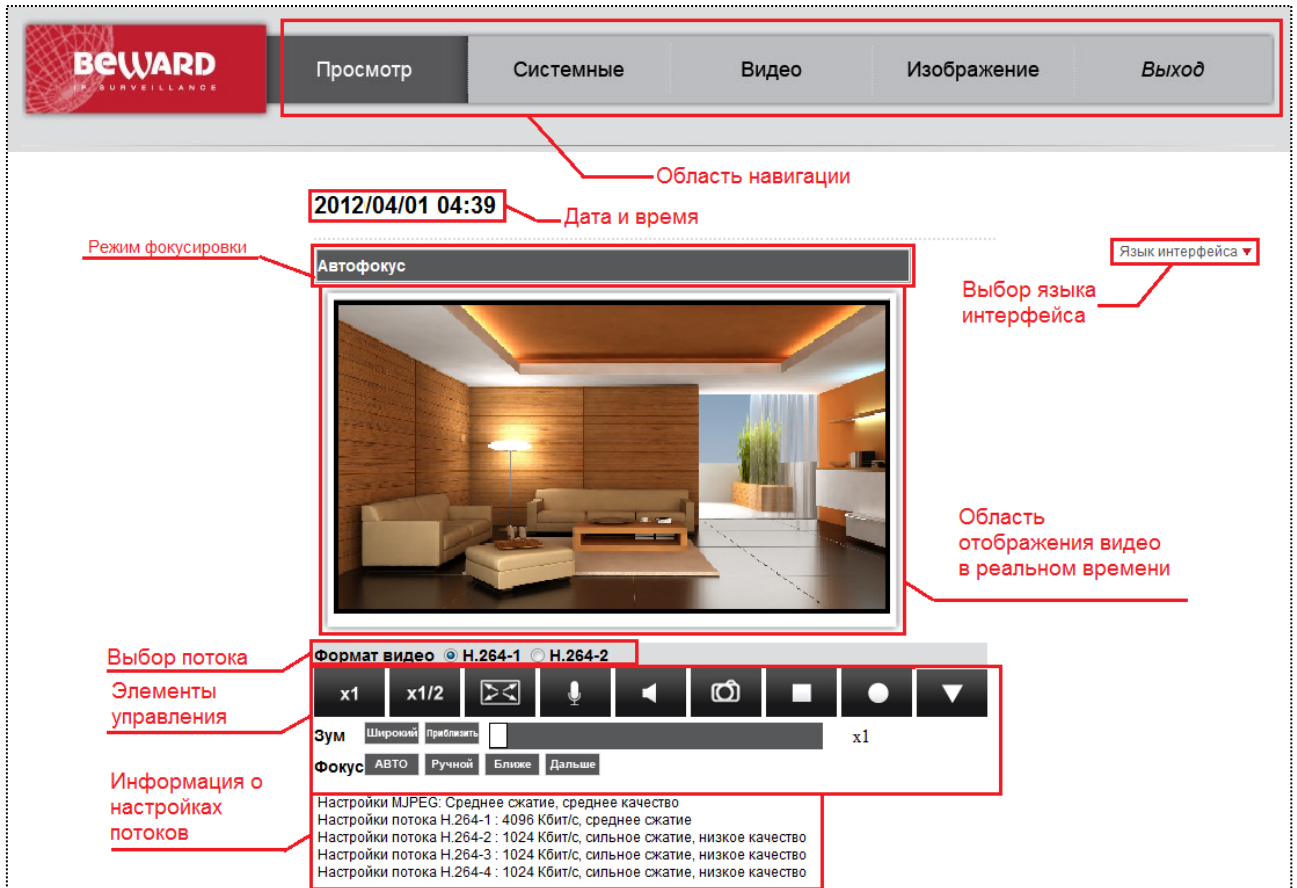 BEWARD
IP SURVEILLANCE
Просмотр
Системные
Видео
Изображение
Выход
Область навигации
2012/04/01 04:39
Дата и время
Режим фокусировки
Автофокус
Язык интерфейса
Выбор языка
интерфейса
Область
отображения видео
в реальном времени
Выбор потока
Формат видео H.264-1 H.264-2
Элементы
управления
x1
x1/2
Зум
Широкий
Приблизить
x1
Фокус
АВТО
Ручной
Ближе
Дальше
Информация о
настройках
потоков
Настройки MJPEG: Среднее сжатие, среднее качество
Настройки потока H.264-1 : 4096 Кбит/с, среднее сжатие
Настройки потока H.264-2 : 1024 Кбит/с, сильное сжатие, низкое качество
Настройки потока H.264-3 : 1024 Кбит/с, сильное сжатие, низкое качество
Настройки потока H.264-4 : 1024 Кбит/с, сильное сжатие, низкое качество